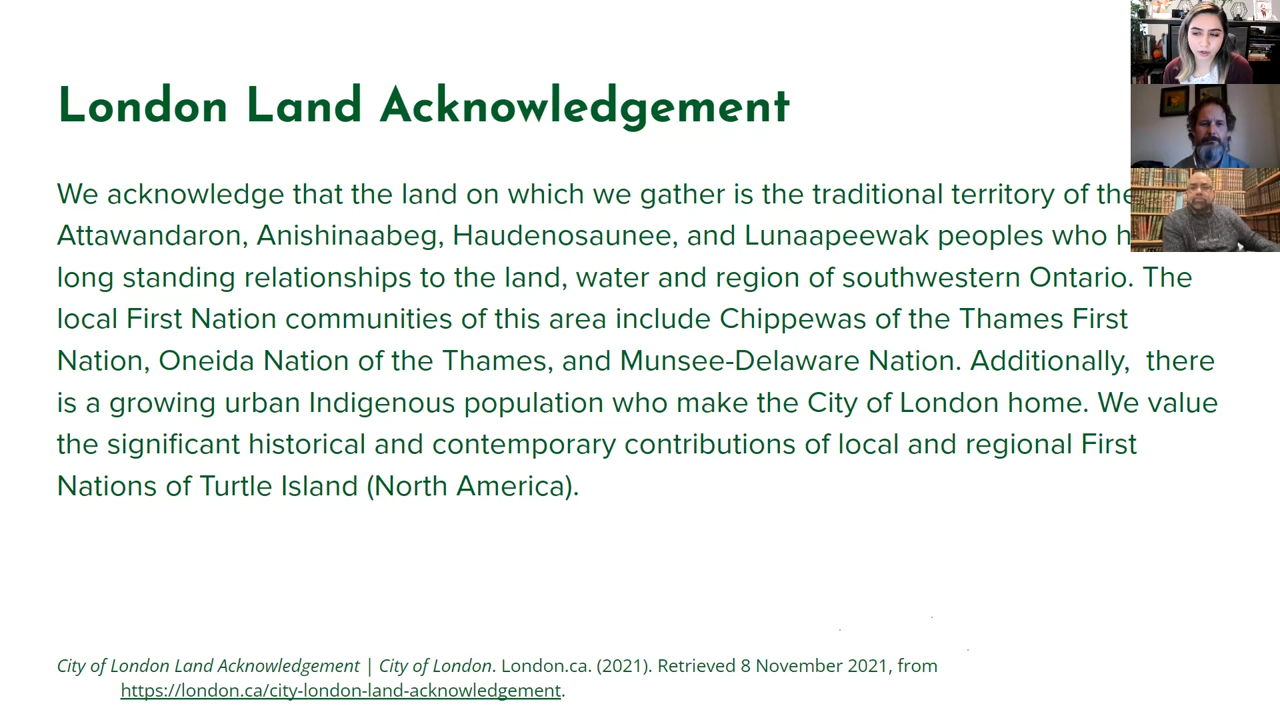 London Land Acknowledgement
We acknowledge that the land on which we gather is the traditional territory of the
Attawandaron, Anishinaabeg, Haudenosaunee, and Lunaapeewak peoples who
long standing relationships to the land, water and region of southwestern Ontario. The
local First Nation communities of this area include Chippewas of the Thames First
Nation, Oneida Nation of the Thames, and Munsee-Delaware Nation. Additionally,  there
is a growing urban Indigenous population who make the City of London home. We value
the significant historical and contemporary contributions of local and regional First
Nations of Turtle Island (North America).
City of London Land Acknowledgement | City of London. London.ca. (2021). Retrieved 8 November 2021, from
https://london.ca/city-london-land-acknowledgement.